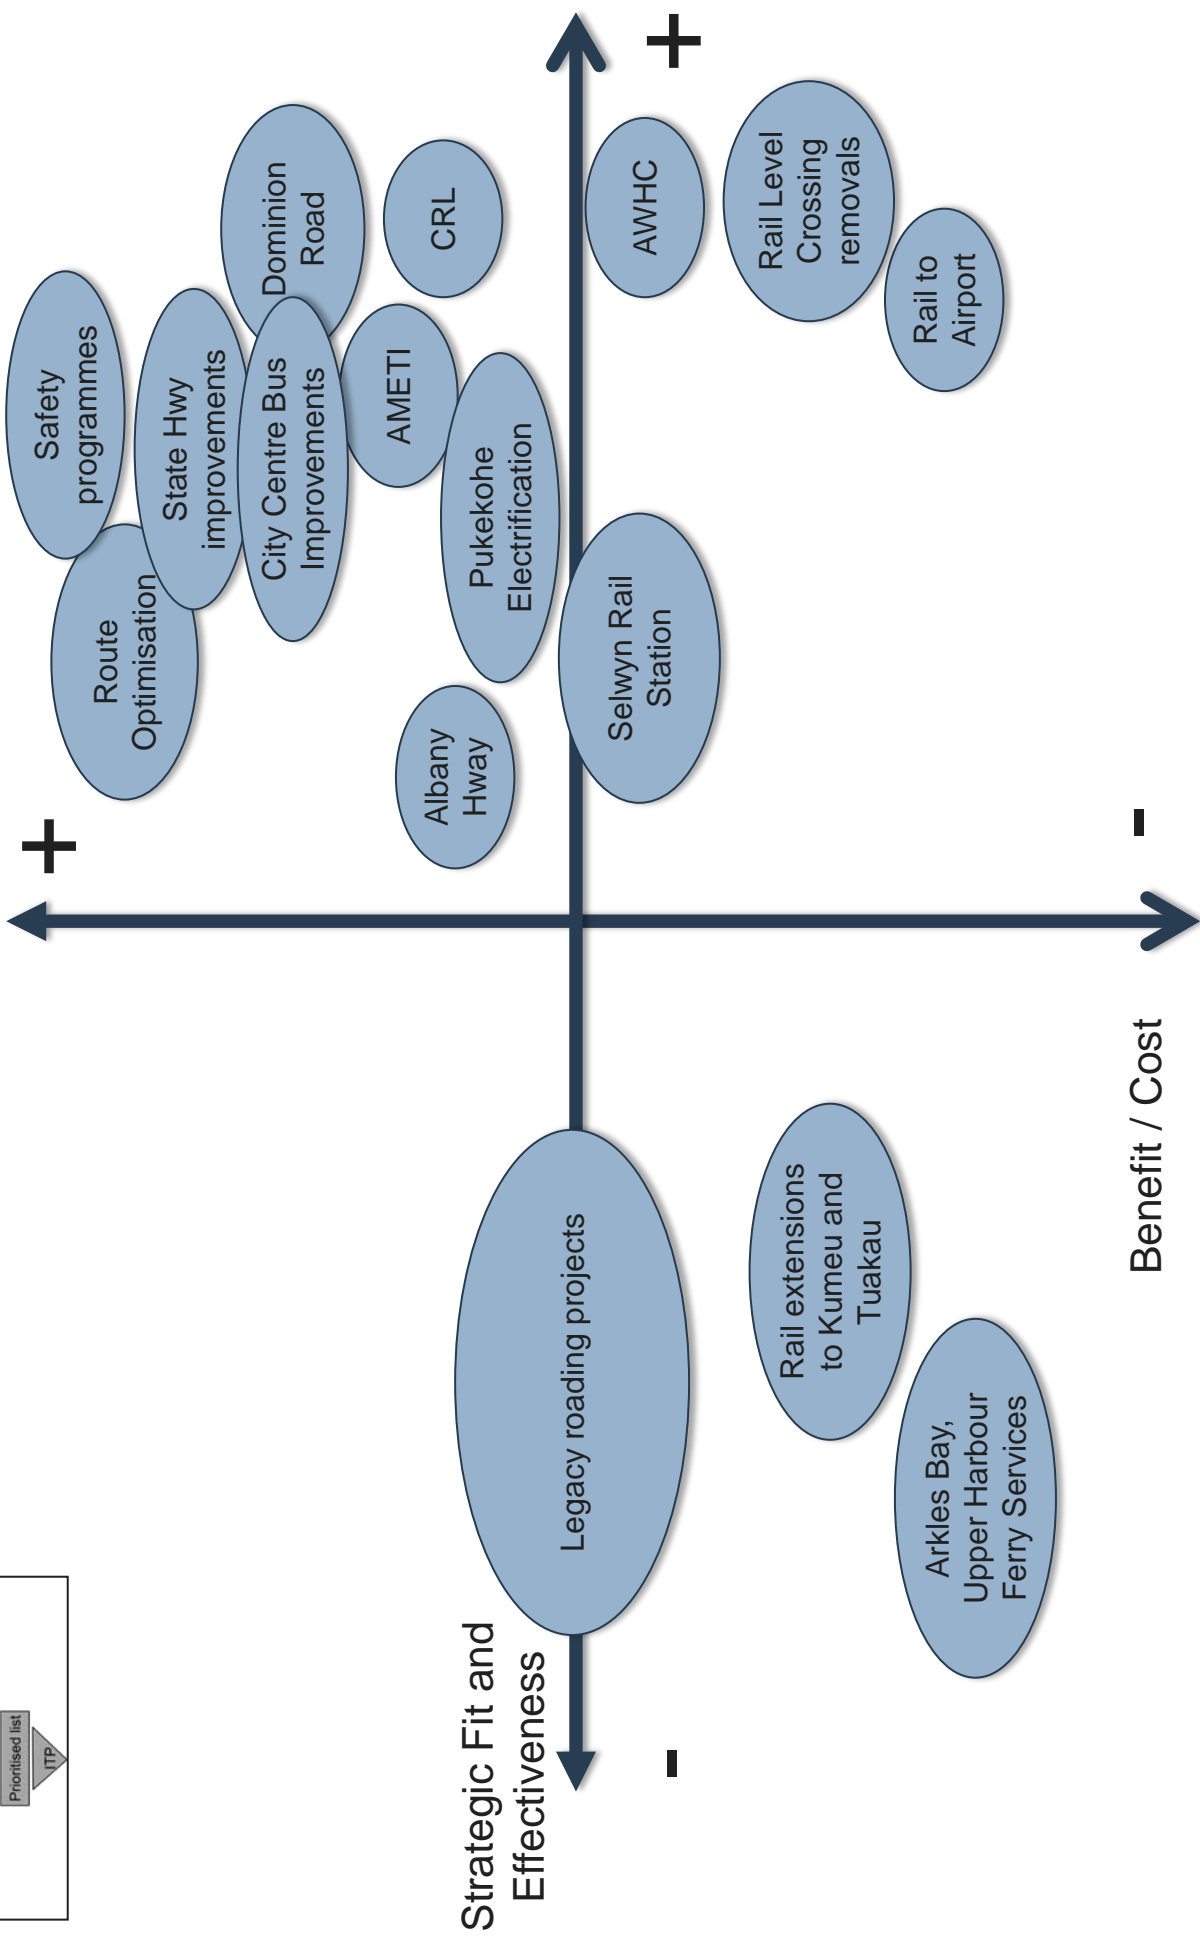 Prioritised list
ITP
+
Safety
programmes
Route
Optimisation
State Hwy
improvements
City Centre Bus
Improvements
Dominion
Road
AMETI
CRL
Albany
Hway
Pukekohe
Electrification
Strategic Fit and
Effectiveness
Legacy roading projects
Selwyn Rail
Station
AWHC
-
+
Rail extensions
to Kumeu and
Tuakau
Rail Level
Crossing
removals
Arkles Bay,
Upper Harbour
Ferry Services
Rail to
Airport
Benefit / Cost
-